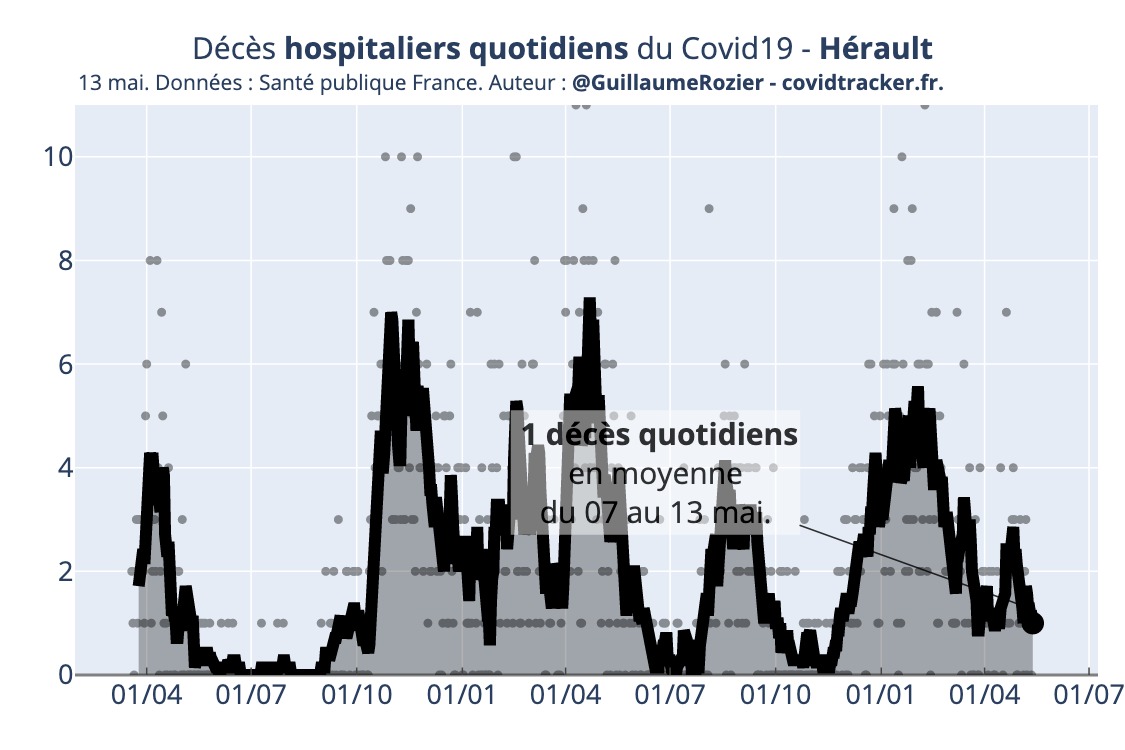 Décès hospitaliers quotidiens du Covid19 - Hérault
13 mai. Données : Santé publique France. Auteur : @GuillaumeRozier - covidtracker.fr.
10
8
6
4
2
0
1 décès quotidiens
en moyenne
du 07 au 13 mai.
01/04 01/07 01/10 01/01 01/04 01/07 01/10 01/01 01/04 01/07